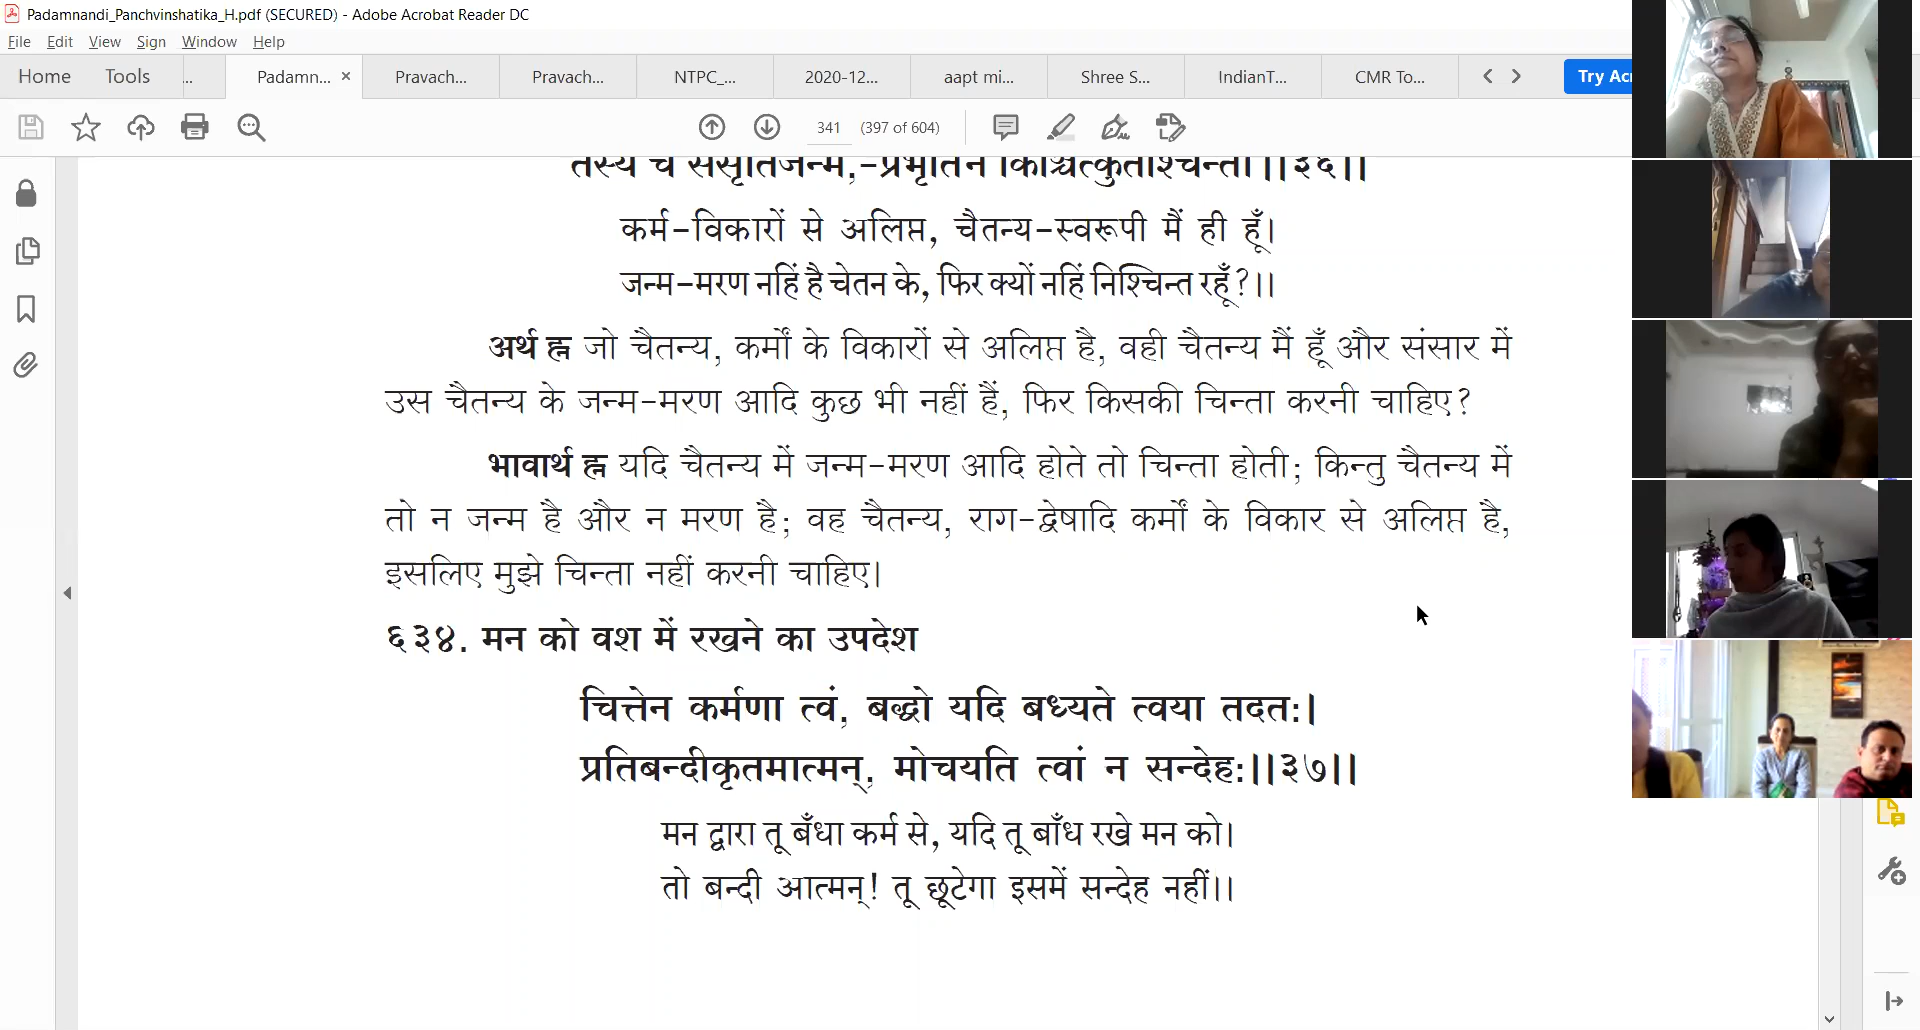 Padamnandi_Panchvinshatika_H.pdf (SECURED) - Adobe Acrobat Reader DC
File Edit View Sign Window Help
Home Tools ... Padamn... × Pravach... Pravach... NTPC_... 2020-12... aapt mi... Shree S... IndianT... CMR To... Try Acr
341 (397 of 604)
तस्य च संसृतिजन्म,-प्रभृतिन किञ्चित्कुतश्चिन्ता।।३६।।
कर्म-विकारों से अलिप्त, चैतन्य-स्वरूपी मैं ही हूँ।
जन्म-मरण नहिं है चेतन के, फिर क्यों नहिं निश्चिन्त रहूँ?।।
अर्थ ह्न जो चैतन्य, कर्मों के विकारों से अलिप्त है, वही चैतन्य मैं हूँ और संसार में
उस चैतन्य के जन्म-मरण आदि कुछ भी नहीं हैं, फिर किसकी चिन्ता करनी चाहिए?
भावार्थ ह्न यदि चैतन्य में जन्म-मरण आदि होते तो चिन्ता होती; किन्तु चैतन्य में
तो न जन्म है और न मरण है; वह चैतन्य, राग-द्वेषादि कर्मों के विकार से अलिप्त है,
इसलिए मुझे चिन्ता नहीं करनी चाहिए।
६३४. मन को वश में रखने का उपदेश
चित्तेन कर्मणा त्वं, बद्धो यदि बध्यते त्वया तदतः।
प्रतिबन्दीकृतमात्मन्, मोचयति त्वां न सन्देहः।।३७।।
मन द्वारा तू बँधा कर्म से, यदि तू बाँध रखे मन को।
तो बन्दी आत्मन्! तू छूटेगा इसमें सन्देह नहीं।।